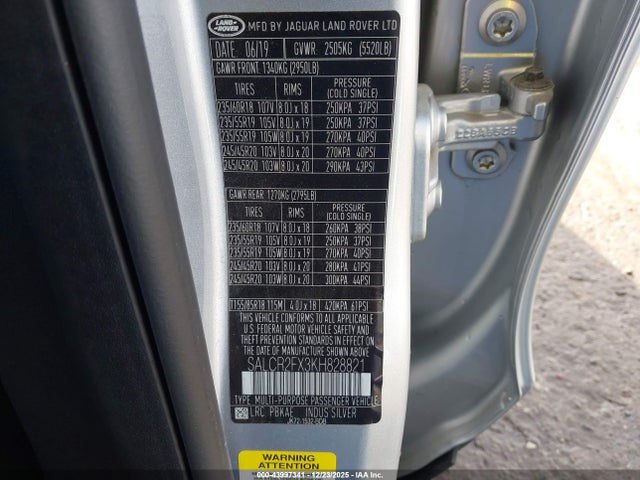 LAND-ROVER
MFD BY JAGUAR LAND ROVER LTD
DATE 06/19 GVWR 2505KG (5520LB)
GAWR FRONT 1340KG (2950LB)
TIRES RIMS PRESSURE (COLD SINGLE)
235/60R18 107V 8.0J x 18 250KPA 37PSI
235/55R19 105V 8.0J x 19 250KPA 37PSI
235/55R19 105W 8.0J x 19 270KPA 40PSI
245/45R20 103V 8.0J x 20 270KPA 40PSI
245/45R20 103W 8.0J x 20 290KPA 43PSI
GAWR REAR 1270KG (2795LB)
TIRES RIMS PRESSURE (COLD SINGLE)
235/60R18 107V 8.0J x 18 260KPA 38PSI
235/55R19 105V 8.0J x 19 250KPA 37PSI
235/55R19 105W 8.0J x 19 270KPA 40PSI
245/45R20 103V 8.0J x 20 280KPA 41PSI
245/45R20 103W 8.0J x 20 300KPA 44PSI
T155/85R18 115M 4.0J x 18 420KPA 61PSI
THIS VEHICLE CONFORMS TO ALL APPLICABLE
U.S FEDERAL MOTOR VEHICLE SAFETY AND
THEFT PREVENTION STANDARDS IN EFFECT ON
THE DATE OF MANUFACTURE SHOWN ABOVE.
SALCR2FX3KH828821
TYPE: MULTI-PURPOSE PASSENGER VEHICLE
LRC PBKAE INDUS SILVER
WARNING
ATTENTION
© 40-43997341 - 12/23/2025 - IAA HOLDINGS, LLC